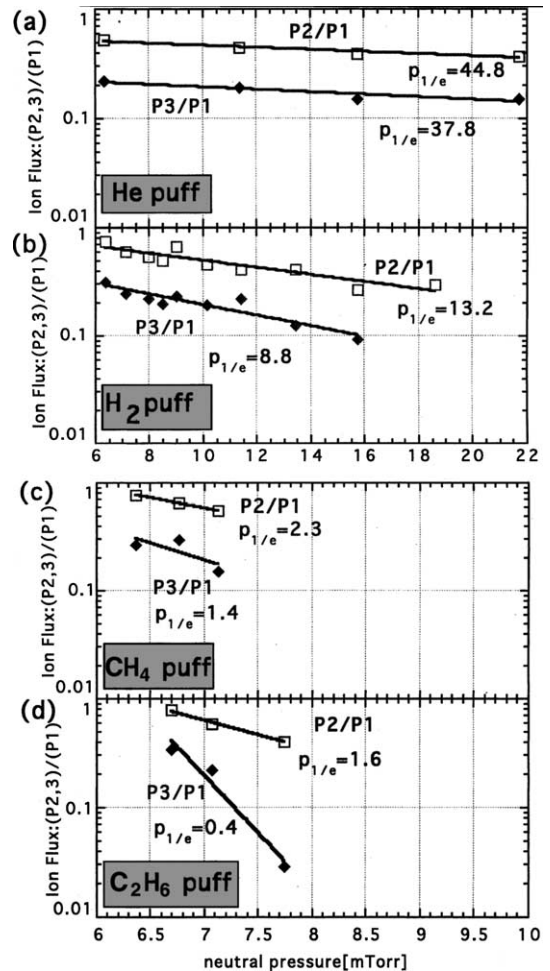 (a)
Ion Flux:(P2,3)/(P1)
1
0.1
0.01
P2/P1
p1/e=44.8
P3/P1
p1/e=37.8
He puff
(b)
Ion Flux:(P2,3)/(P1)
1
0.1
0.01
P2/P1
p1/e=13.2
P3/P1
p1/e=8.8
H2 puff
6 8 10 12 14 16 18 20 22
(c)
Ion Flux:(P2,3)/(P1)
1
0.1
0.01
P2/P1
p1/e=2.3
P3/P1
p1/e=1.4
CH4 puff
(d)
Ion Flux:(P2,3)/(P1)
1
0.1
0.01
P2/P1
p1/e=1.6
P3/P1
p1/e=0.4
C2H6 puff
6 6.5 7 7.5 8 8.5 9 9.5 10
neutral pressure[mTorr]